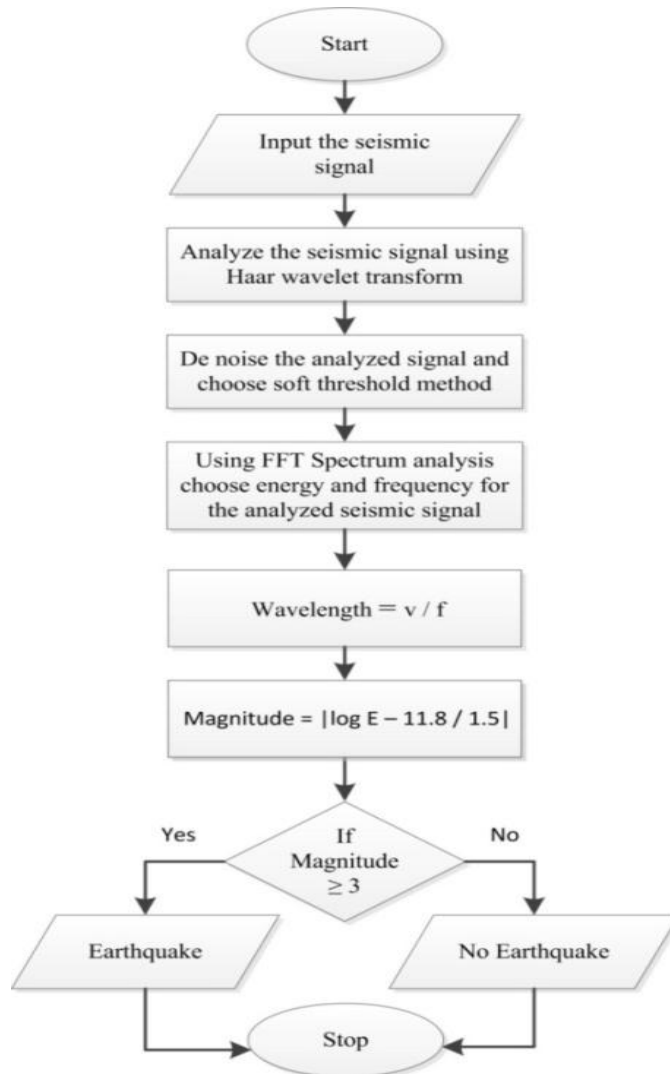 Start
Input the seismic
signal
Analyze the seismic signal using
Haar wavelet transform
De noise the analyzed signal and
choose soft threshold method
Using FFT Spectrum analysis
choose energy and frequency for
the analyzed seismic signal
Wavelength = v / f
Magnitude = |log E – 11.8 / 1.5|
Yes
If
Magnitude
≥ 3
No
Earthquake
No Earthquake
Stop